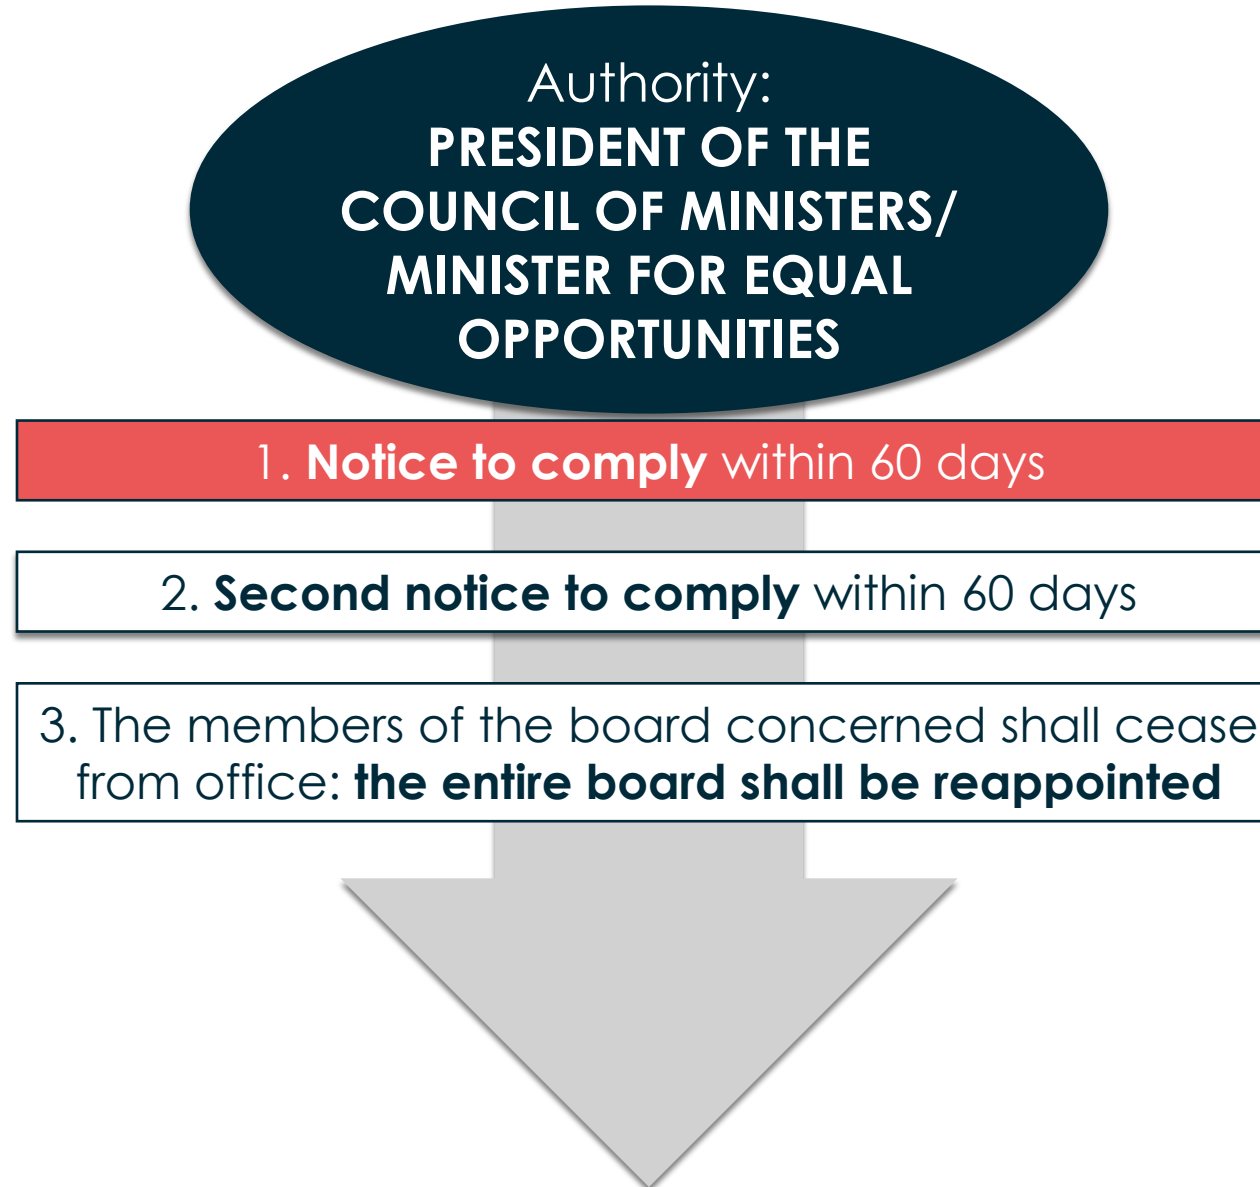 Authority:
PRESIDENT OF THE
COUNCIL OF MINISTERS/
MINISTER FOR EQUAL
OPPORTUNITIES
1. Notice to comply within 60 days
2. Second notice to comply within 60 days
3. The members of the board concerned shall cease
from office: the entire board shall be reappointed